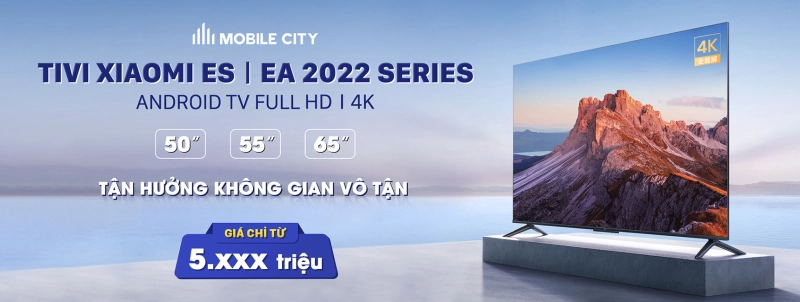 MOBILE CITY
TIVI XIAOMI ES | EA 2022 SERIES
ANDROID TV FULL HD | 4K
50” 55” 65”
TẬN HƯỞNG KHÔNG GIAN VÔ TẬN
GIÁ CHỈ TỪ
5.xxx triệu
4K